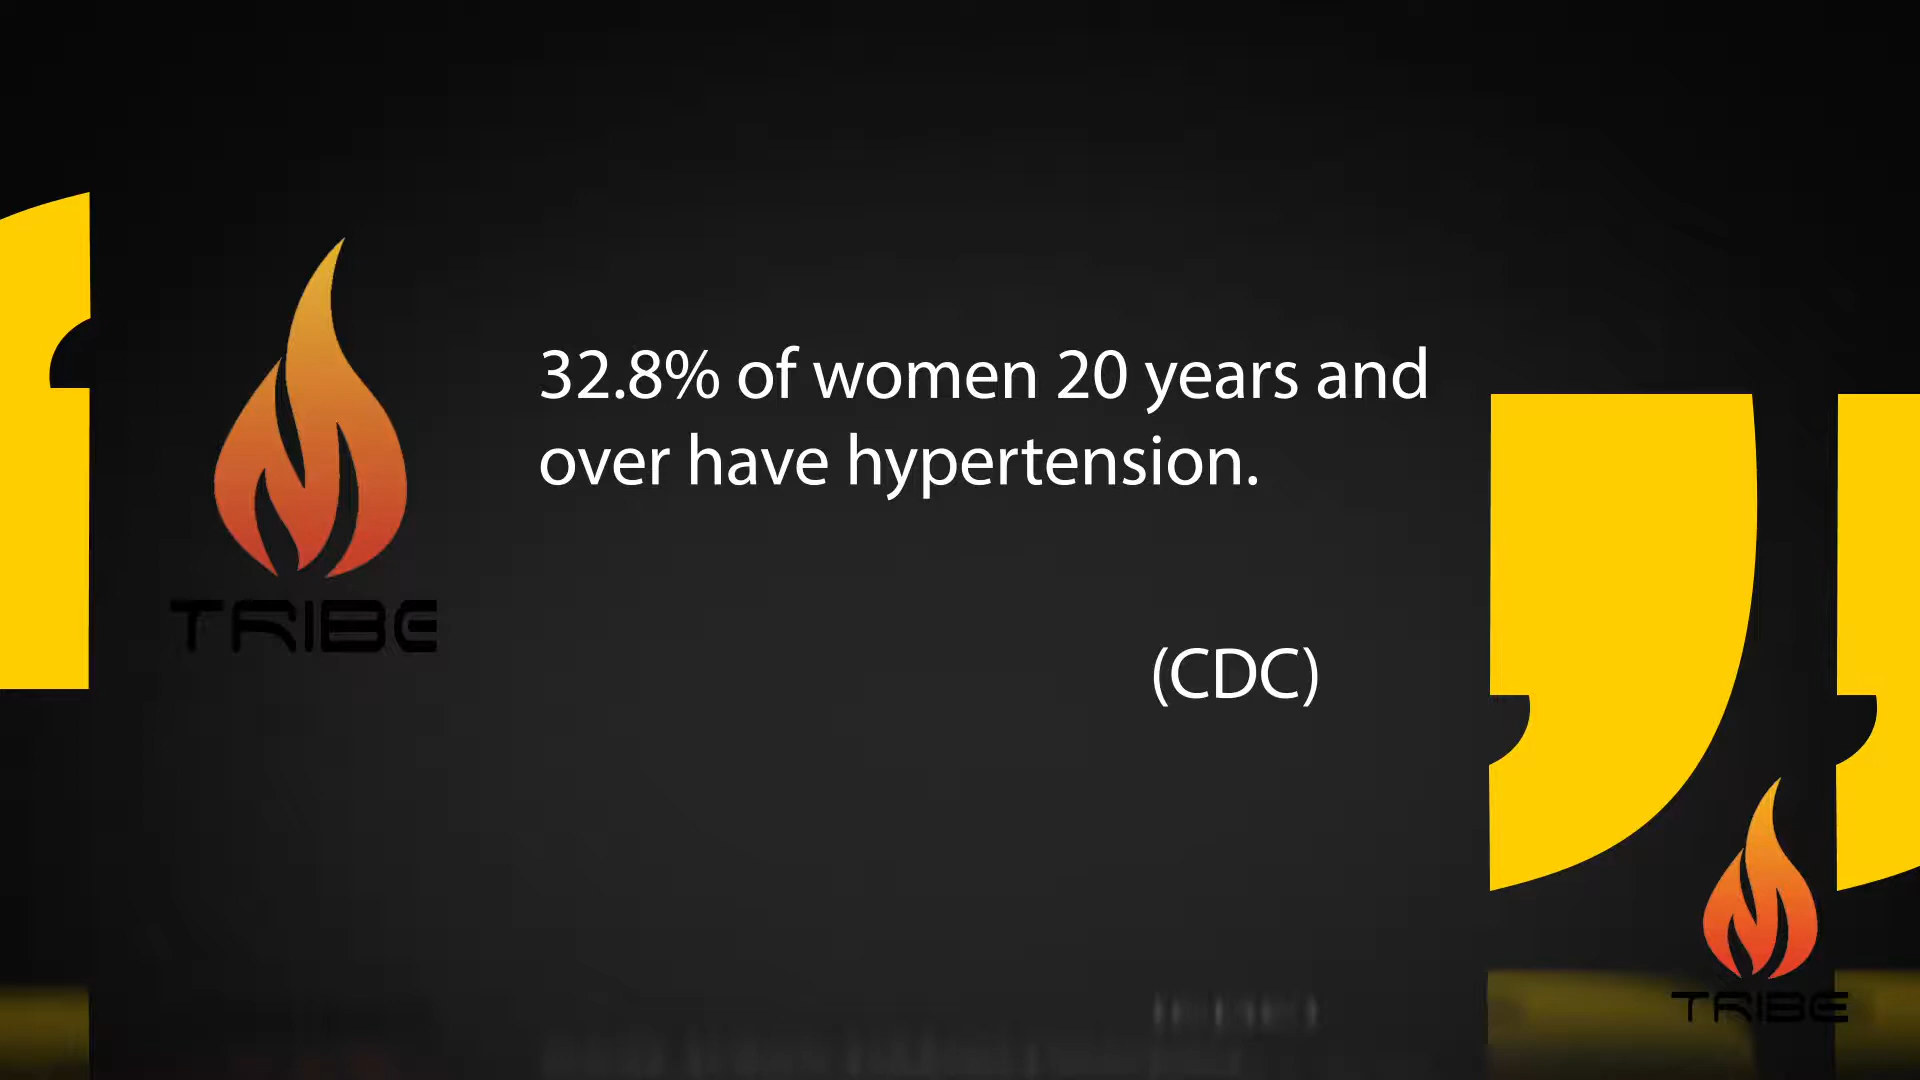 32.8% of women 20 years and
over have hypertension.
(CDC)
TRIBE
TRIBE